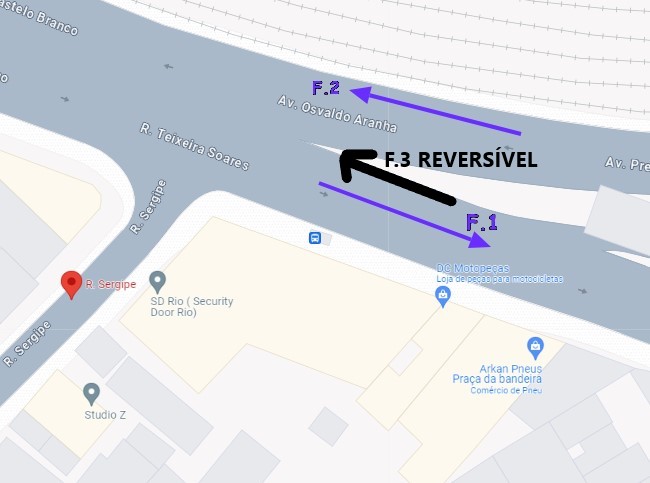 astelo Branco
o
F.2
Av. Osvaldo Aranha
R. Teixeira Soares
F.3 REVERSÍVEL
Av. Pre
R. Sergipe
F.1
R. Sergipe
SD Rio ( Security
Door Rio)
DC Motopeças
Loja de peças para motocicletas
R. Sergipe
Arkan Pneus
Praça da bandeira
Comércio de Pneu
Studio Z